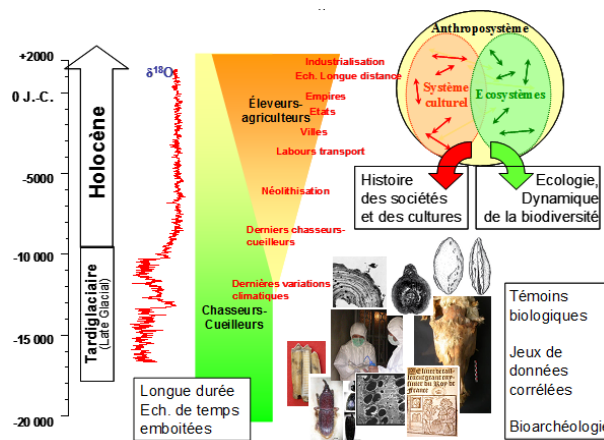 +2000
0 J.-C.
-5000
-10 000
-15 000
-20 000
Holocène
Tardiglaciaire
(Late Glacial)
δ18O
Industrialisation
Ech. Longue distance
Empires
Etats
Villes
Labours transport
Néolithisation
Derniers chasseurs-
cueilleurs
Dernières variations
climatiques
Éleveurs-
agriculteurs
Chasseurs-
Cueilleurs
Longue durée
Ech. de temps
emboitées
Anthroposystème
Système
culturel
Ecosystèmes
Histoire
des sociétés
et des cultures
Ecologie,
Dynamique
de la biodiversité
Témoins
biologiques
Jeux de
données
corrélées
Bioarchéologie
France